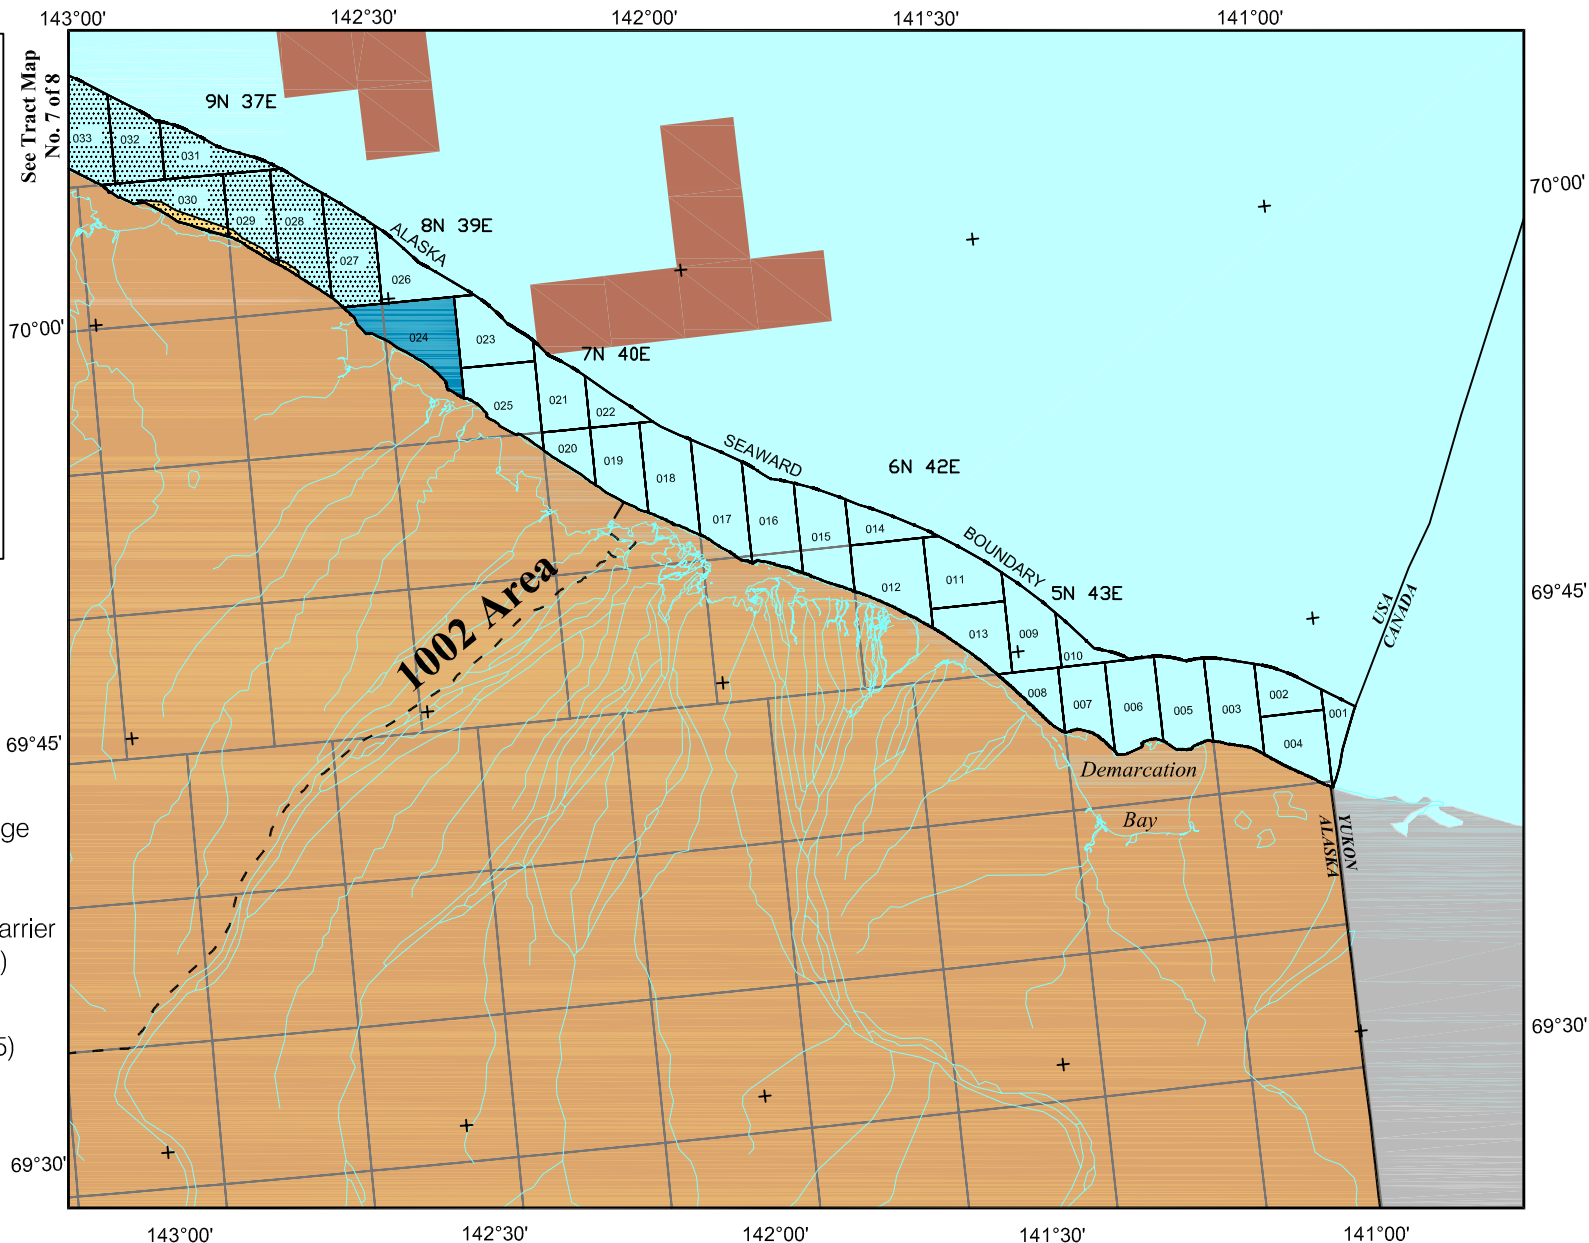 143°00'
142°30'
142°00'
141°30'
141°00'
See Tract Map
No. 7 of 8
9N 37E
033
032
031
030
029
028
027
8N 39E
ALASKA
026
024
023
025
7N 40E
021
022
020
019
018
SEAWARD
017
016
015
014
6N 42E
BOUNDARY
012
011
013
009
010
5N 43E
008
007
006
005
003
002
001
004
USA
CANADA
70°00'
70°00'
69°45'
69°45'
1002 Area
Demarcation
Bay
YUKON
ALASKA
ge
arrier
)
5)
69°30'
69°30'
143°00'
142°30'
142°00'
141°30'
141°00'